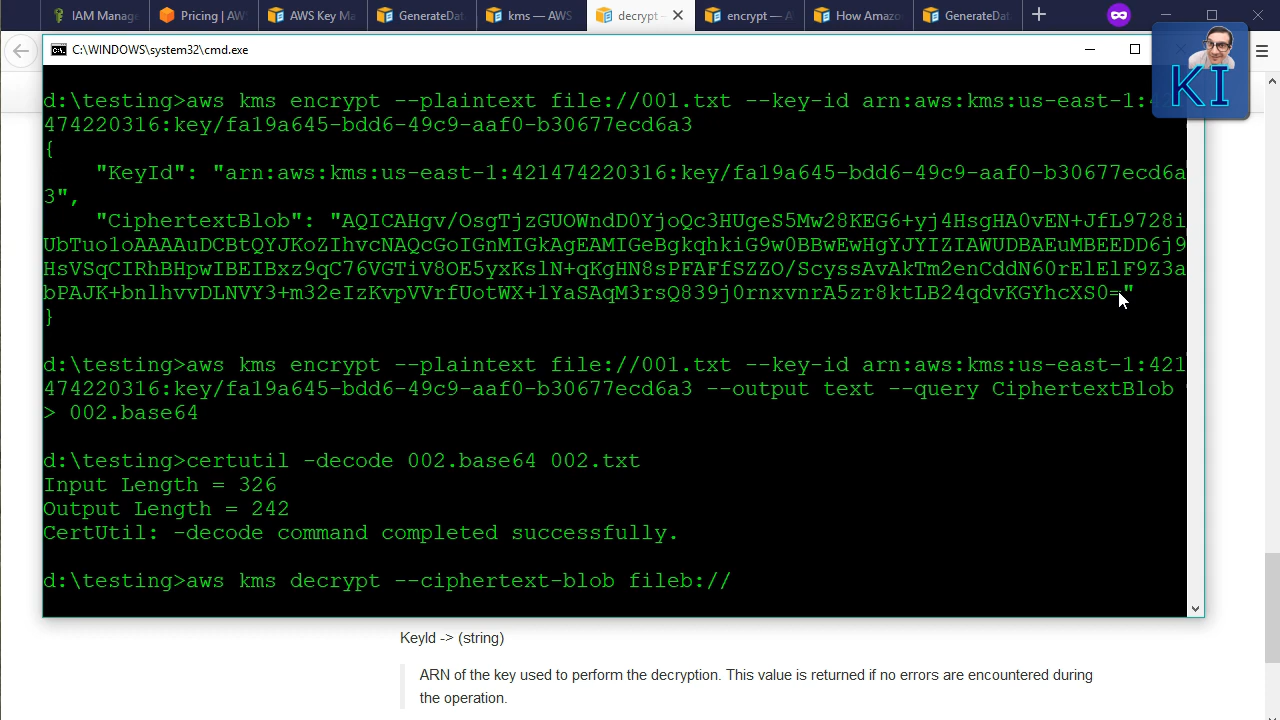 IAM Manage
Pricing | AW
AWS Key Ma
GenerateDat
kms — AWS
decrypt -
encrypt — A
How Amazo
GenerateDat
C:\WINDOWS\system32\cmd.exe
KI
d:\testing>aws kms encrypt --plaintext file://001.txt --key-id arn:aws:kms:us-east-1:4
474220316:key/fa19a645-bdd6-49c9-aaf0-b30677ecd6a3
{
"KeyId": "arn:aws:kms:us-east-1:421474220316:key/fa19a645-bdd6-49c9-aaf0-b30677ecd6a
3",
"CiphertextBlob": "AQICAHgv/OsgTjzGUOWndD0YjoQc3HUgeS5Mw28KEG6+yj4HsgHA0vEN+JfL9728i
UbTuoloAAAAuDCBtQYJKoZIhvcNAQcGoIGnMIGkAgEAMIGeBgkqhkiG9w0BBwEwHgYJYIZIAWUDBAEuMBEEDD6j9
HsVSqCIRhBHpwIBEIBxz9qC76VGTiV8OE5yxKslN+qKgHN8sPFAFfSZZO/ScyssAvAkTm2enCddN60rElElF9Z3a
bPAJK+bnlhvvDLNVY3+m32eIzKvpVVrfUotWX+1YaSAqM3rsQ839j0rnxvnrA5zr8ktLB24qdvKGYhcXS0="
}
d:\testing>aws kms encrypt --plaintext file://001.txt --key-id arn:aws:kms:us-east-1:421
474220316:key/fa19a645-bdd6-49c9-aaf0-b30677ecd6a3 --output text --query CiphertextBlob
> 002.base64
d:\testing>certutil -decode 002.base64 002.txt
Input Length = 326
Output Length = 242
CertUtil: -decode command completed successfully.
d:\testing>aws kms decrypt --ciphertext-blob fileb://
KeyId -> (string)
ARN of the key used to perform the decryption. This value is returned if no errors are encountered during
the operation.